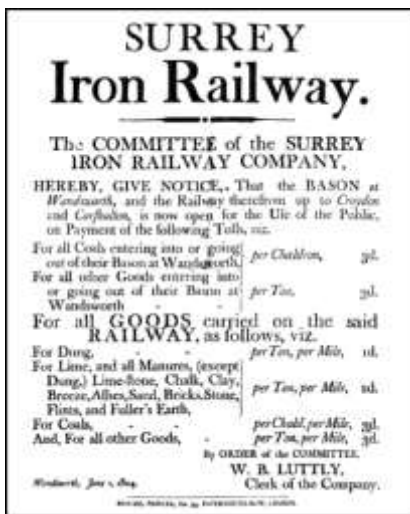 SURREY
Iron Railway.
The COMMITTEE of the SURREY
IRON RAILWAY COMPANY,
HEREBY, GIVE NOTICE,. That the BASON at
Wandsworth, and the Railway therefrom up to Croydon
and Carshalton, is now open for the Use of the Public,
on Payment of the following Tolls, viz.
For all Coals entering into or going
out of their Bason at Wandsworth, per Chaldron, 3d.
For all other Goods entering into
or going out of their Bason at
Wandsworth - - per Ton, 3d.
For all GOODS carried on the said
RAILWAY, as follows, viz.
For Dung, - - per Ton, per Mile, 1d.
For Lime, and all Manures, (except
Dung,) Lime-stone, Chalk, Clay,
Breeze, Ashes, Sand, Bricks, Stone,
Flints, and Fuller's Earth, per Ton, per Mile, 2d.
For Coals, - - per Chald. per Mile, 3d.
And, For all other Goods, - per Ton, per Mile, 3d.
By ORDER of the COMMITTEE,
W. B. LUTTLY,
Wandsworth, June 1, 1804. Clerk of the Company.